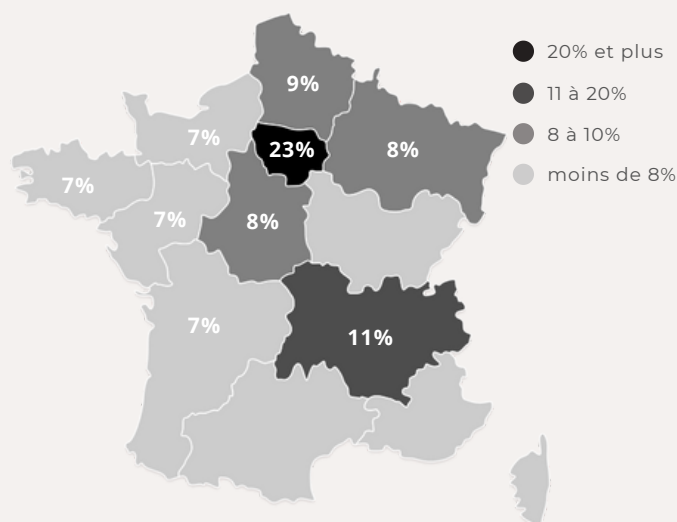 20% et plus
9%
11 à 20%
7%
23%
8%
8 à 10%
7%
moins de 8%
7%
8%
7%
11%